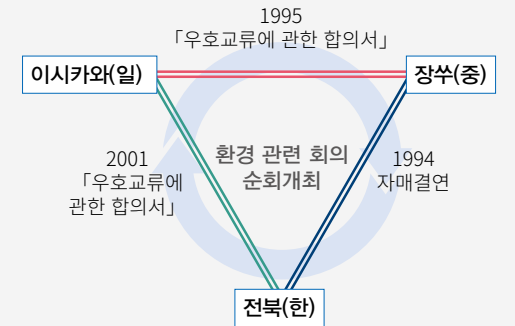 1995
「우호교류에 관한 합의서」
이시카와(일)
장쑤(중)
2001
「우호교류에
관한 합의서」
환경 관련 회의
순회개최
1994
자매결연
전북(한)